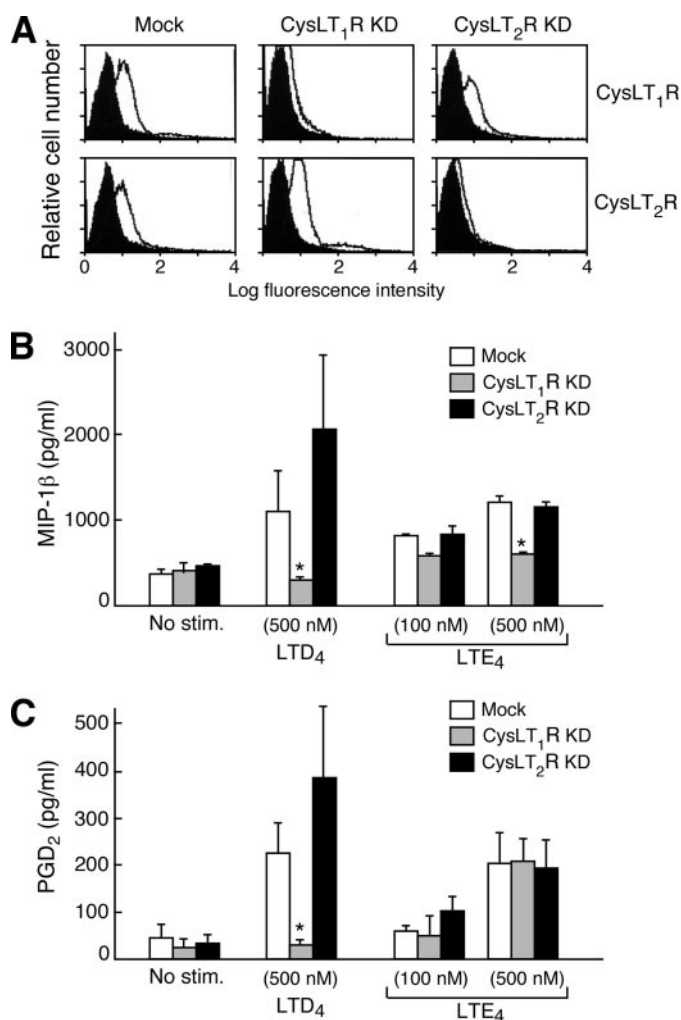 A
Mock
CysLT₁R KD
CysLT₂R KD
Relative cell number
CysLT₁R
CysLT₂R
0 2 4 0 2 4 0 2 4
Log fluorescence intensity
B
MIP-1β (pg/ml)
3000
2000
1000
0
Mock
CysLT₁R KD
CysLT₂R KD
*
*
No stim.
(500 nM)
(100 nM)
(500 nM)
LTD₄
LTE₄
C
PGD₂ (pg/ml)
500
400
300
200
100
0
Mock
CysLT₁R KD
CysLT₂R KD
*
No stim.
(500 nM)
(100 nM)
(500 nM)
LTD₄
LTE₄